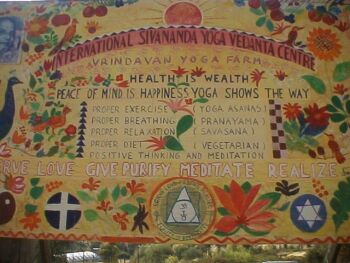 INTERNATIONAL SIVANANDA YOGA VEDANTA CENTRE
VRINDAVAN YOGA FARM
HEALTH IS WEALTH
PEACE OF MIND IS HAPPINESS YOGA SHOWS THE WAY
PROPER EXERCISE (YOGA ASANAS)
PROPER BREATHING (PRANAYAMA)
PROPER RELAXATION (SAVASANA)
PROPER DIET (VEGETARIAN)
POSITIVE THINKING AND MEDITATION
LOVE GIVE PURIFY MEDITATE REALIZE